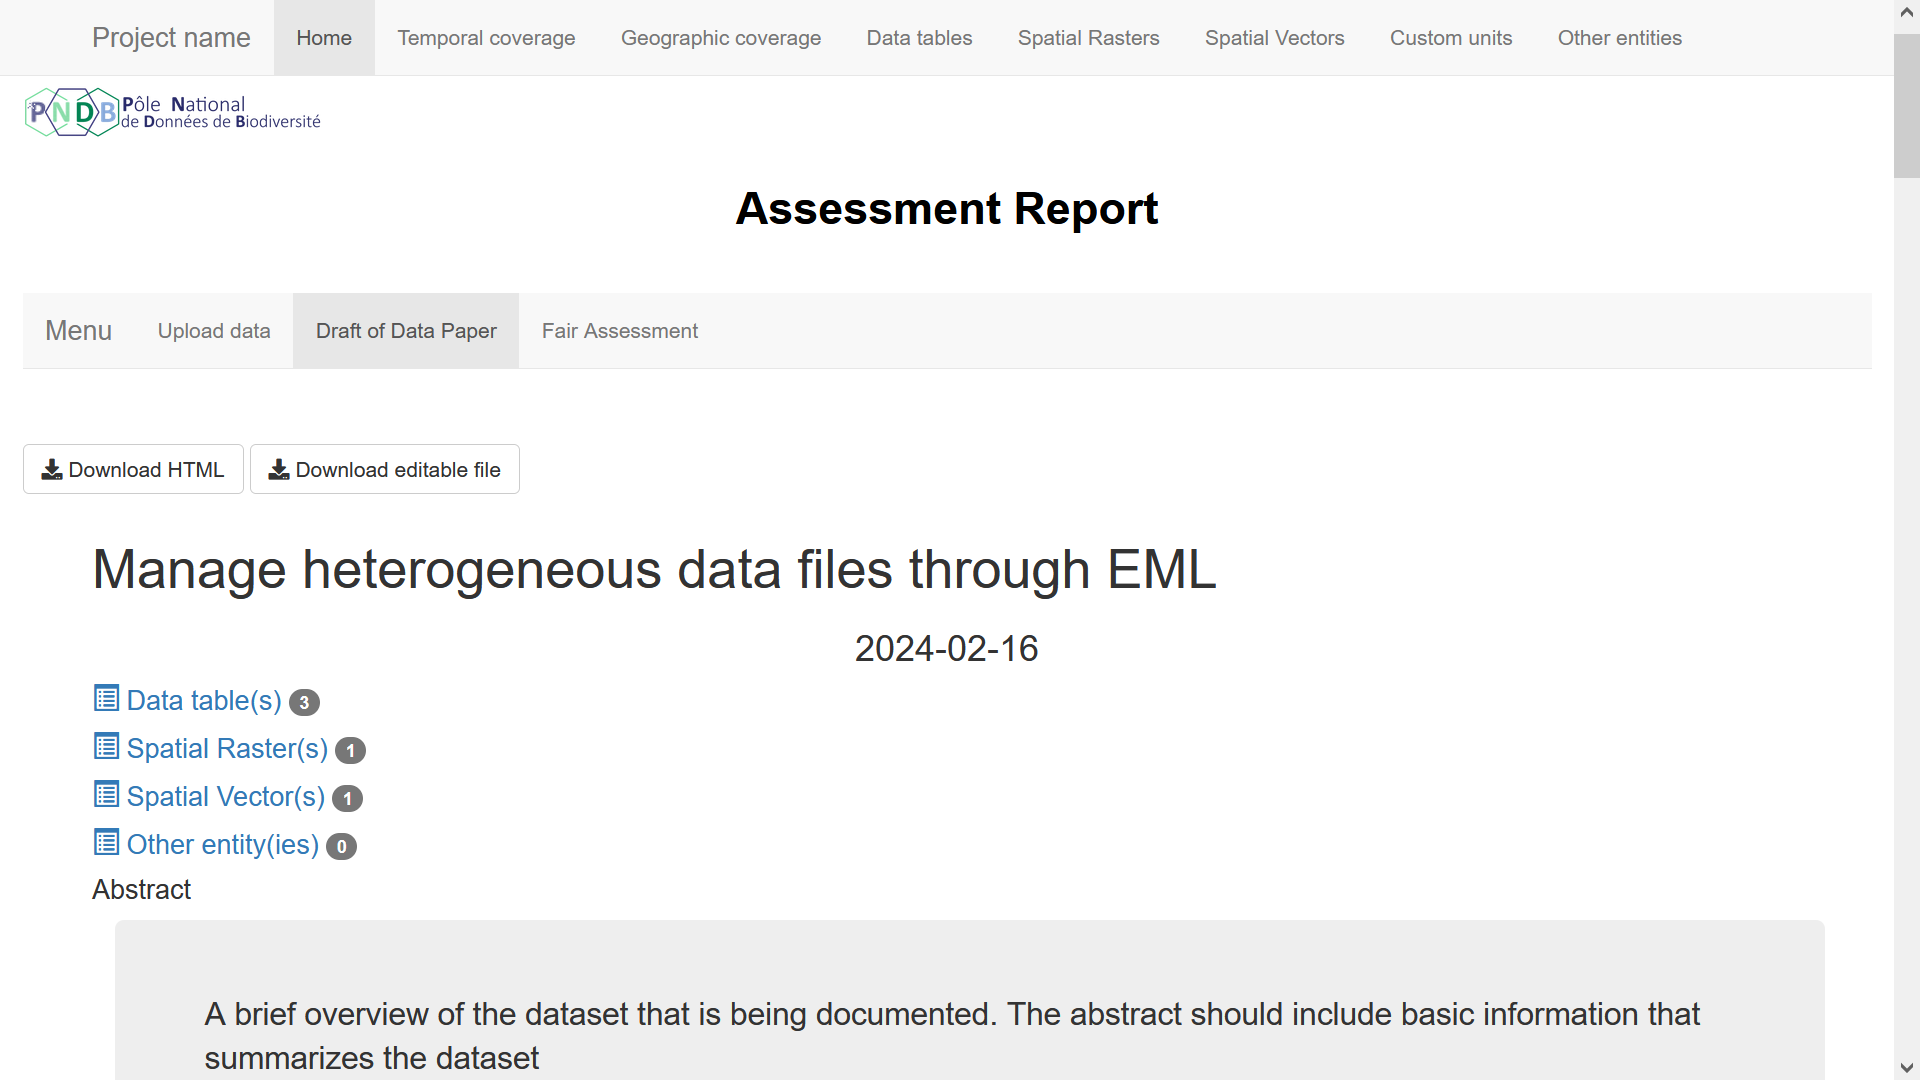 Project name Home Temporal coverage Geographic coverage Data tables Spatial Rasters Spatial Vectors Custom units Other entities
PNDB Pôle National
de Données de Biodiversité
Assessment Report
Menu Upload data Draft of Data Paper Fair Assessment
Download HTML Download editable file
Manage heterogeneous data files through EML
2024-02-16
Data table(s) 3
Spatial Raster(s) 1
Spatial Vector(s) 1
Other entity(ies) 0
Abstract
A brief overview of the dataset that is being documented. The abstract should include basic information that
summarizes the dataset